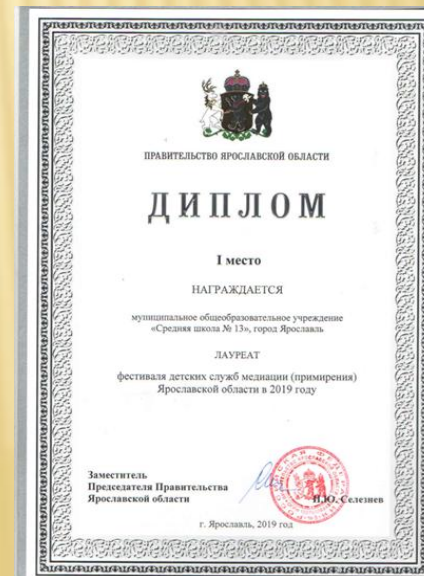 ПРАВИТЕЛЬСТВО ЯРОСЛАВСКОЙ ОБЛАСТИ
ДИПЛОМ
I место
НАГРАЖДАЕТСЯ
муниципальное общеобразовательное учреждение
«Средняя школа № 13», город Ярославль
ЛАУРЕАТ
фестиваля детских служб медиации (примирения)
Ярославской области в 2019 году
Заместитель
Председателя Правительства
Ярославской области
Селезнев
г. Ярославль, 2019 год